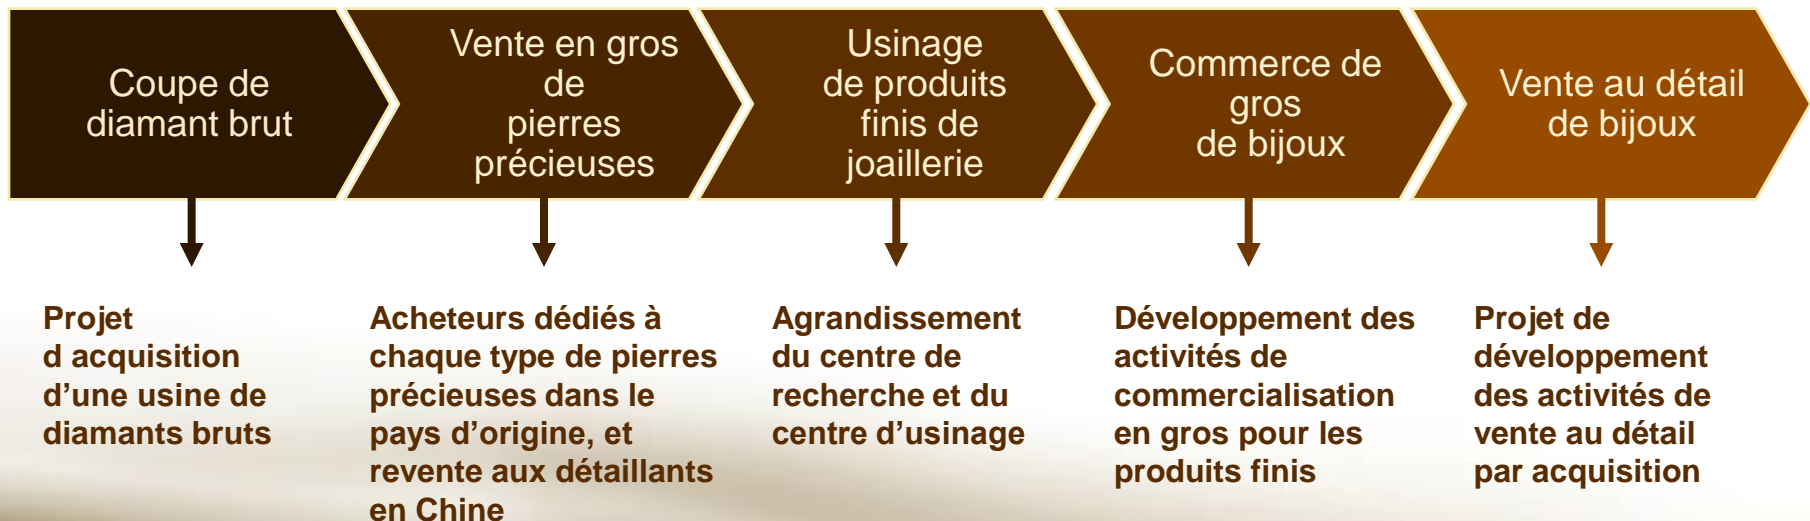 Coupe de
diamant brut
Vente en gros
de
pierres
précieuses
Usinage
de produits
finis de
joaillerie
Commerce de
gros
de bijoux
Vente au détail
de bijoux
Projet
d acquisition
d’une usine de
diamants bruts
Acheteurs dédiés à
chaque type de pierres
précieuses dans le
pays d’origine, et
revente aux détaillants
en Chine
Agrandissement
du centre de
recherche et du
centre d’usinage
Développement des
activités de
commercialisation
en gros pour les
produits finis
Projet de
développement
des activités de
vente au détail
par acquisition